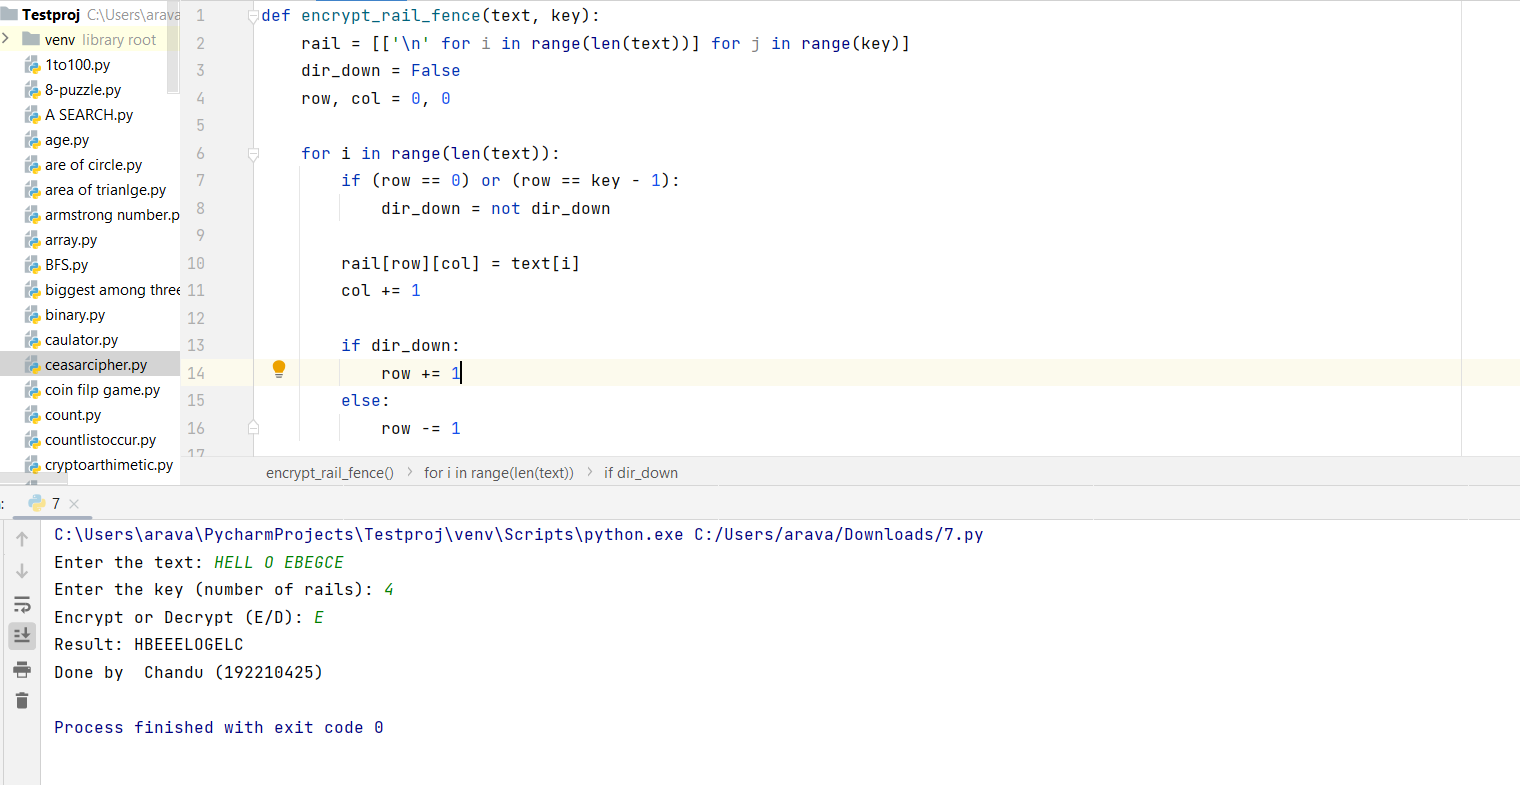 Testproj C:\Users\arava
venv library root
1to100.py
8-puzzle.py
A SEARCH.py
age.py
are of circle.py
area of trianlge.py
armstrong number.p
array.py
BFS.py
biggest among three
binary.py
caulator.py
ceasarcipher.py
coin filp game.py
count.py
countlistoccur.py
cryptoarthimetic.py
1 def encrypt_rail_fence(text, key):
2 rail = [['\n' for i in range(len(text))] for j in range(key)]
3 dir_down = False
4 row, col = 0, 0
5
6 for i in range(len(text)):
7 if (row == 0) or (row == key - 1):
8 dir_down = not dir_down
9
10 rail[row][col] = text[i]
11 col += 1
12
13 if dir_down:
14 row += 1
15 else:
16 row -= 1
17
encrypt_rail_fence() > for i in range(len(text)) > if dir_down
: 7 ×
C:\Users\arava\PycharmProjects\Testproj\venv\Scripts\python.exe C:/Users/arava/Downloads/7.py
Enter the text: HELL O EBEGCE
Enter the key (number of rails): 4
Encrypt or Decrypt (E/D): E
Result: HBEEELOGELC
Done by  Chandu (192210425)
Process finished with exit code 0